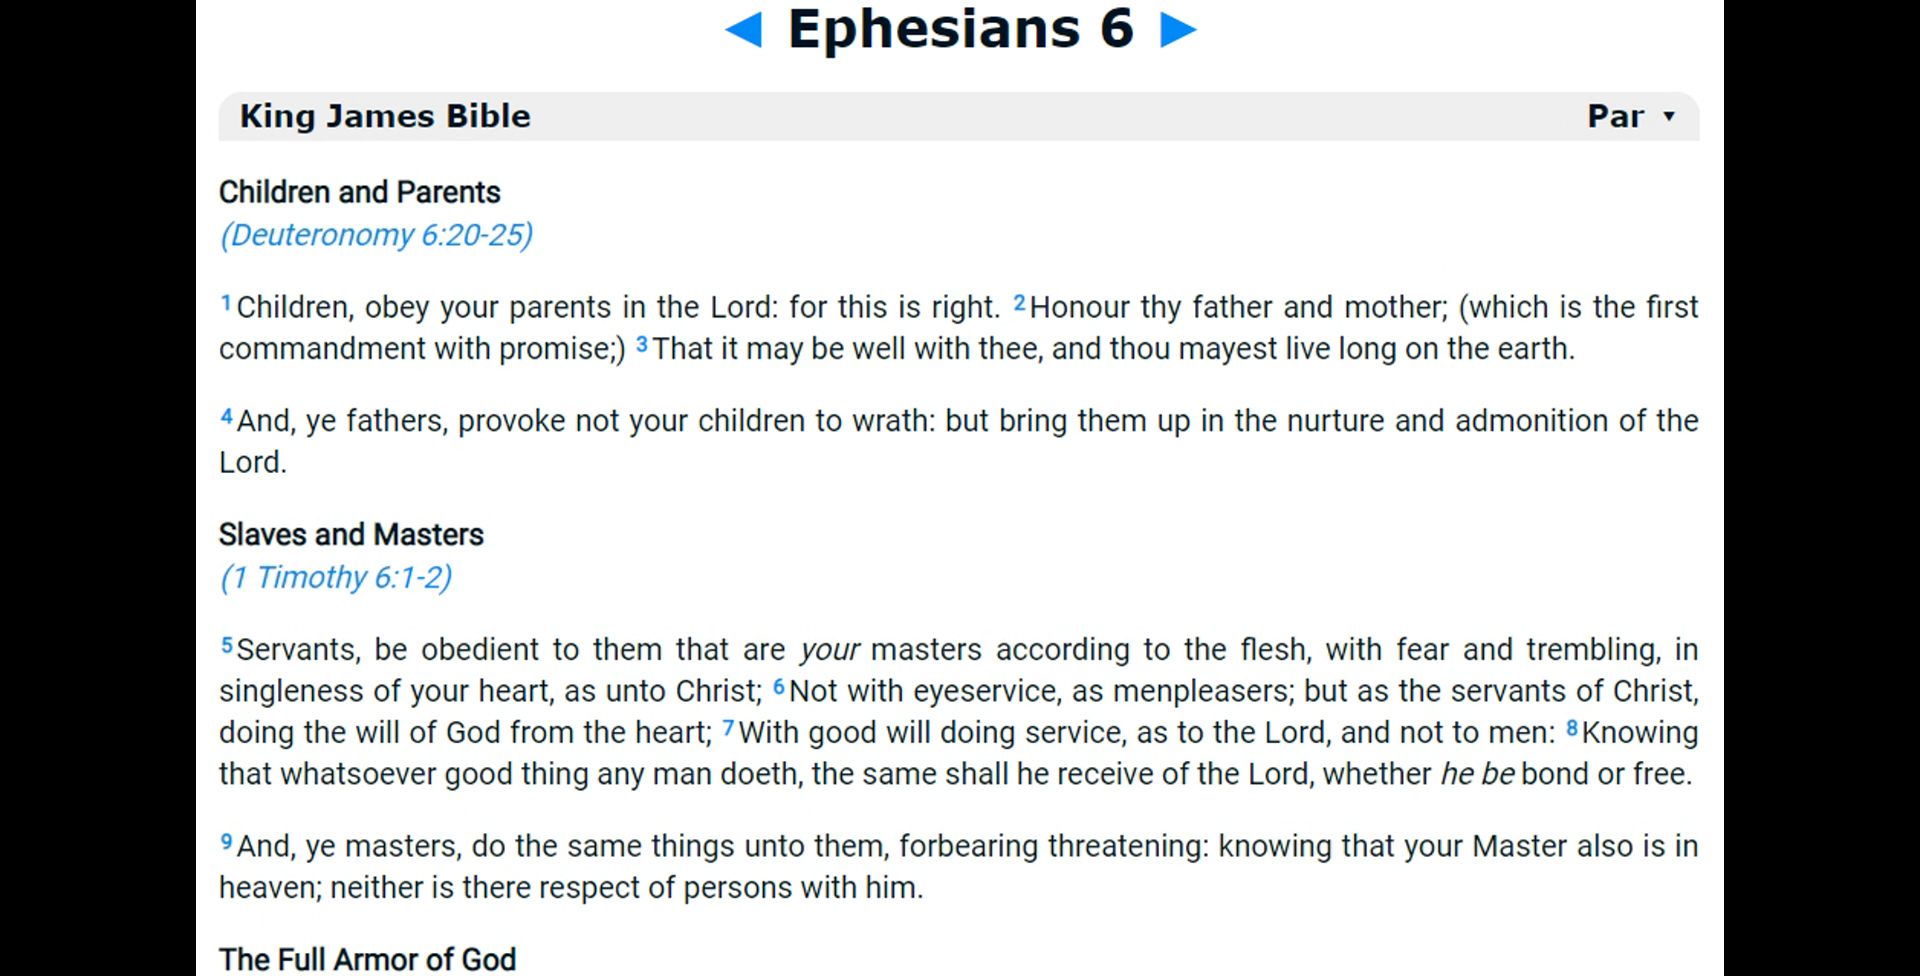 ◀ Ephesians 6 ▶
King James Bible Par ▼
Children and Parents
(Deuteronomy 6:20-25)
1 Children, obey your parents in the Lord: for this is right. 2 Honour thy father and mother; (which is the first
commandment with promise;) 3 That it may be well with thee, and thou mayest live long on the earth.
4 And, ye fathers, provoke not your children to wrath: but bring them up in the nurture and admonition of the
Lord.
Slaves and Masters
(1 Timothy 6:1-2)
5 Servants, be obedient to them that are your masters according to the flesh, with fear and trembling, in
singleness of your heart, as unto Christ; 6 Not with eyeservice, as menpleasers; but as the servants of Christ,
doing the will of God from the heart; 7 With good will doing service, as to the Lord, and not to men: 8 Knowing
that whatsoever good thing any man doeth, the same shall he receive of the Lord, whether he be bond or free.
9 And, ye masters, do the same things unto them, forbearing threatening: knowing that your Master also is in
heaven; neither is there respect of persons with him.
The Full Armor of God